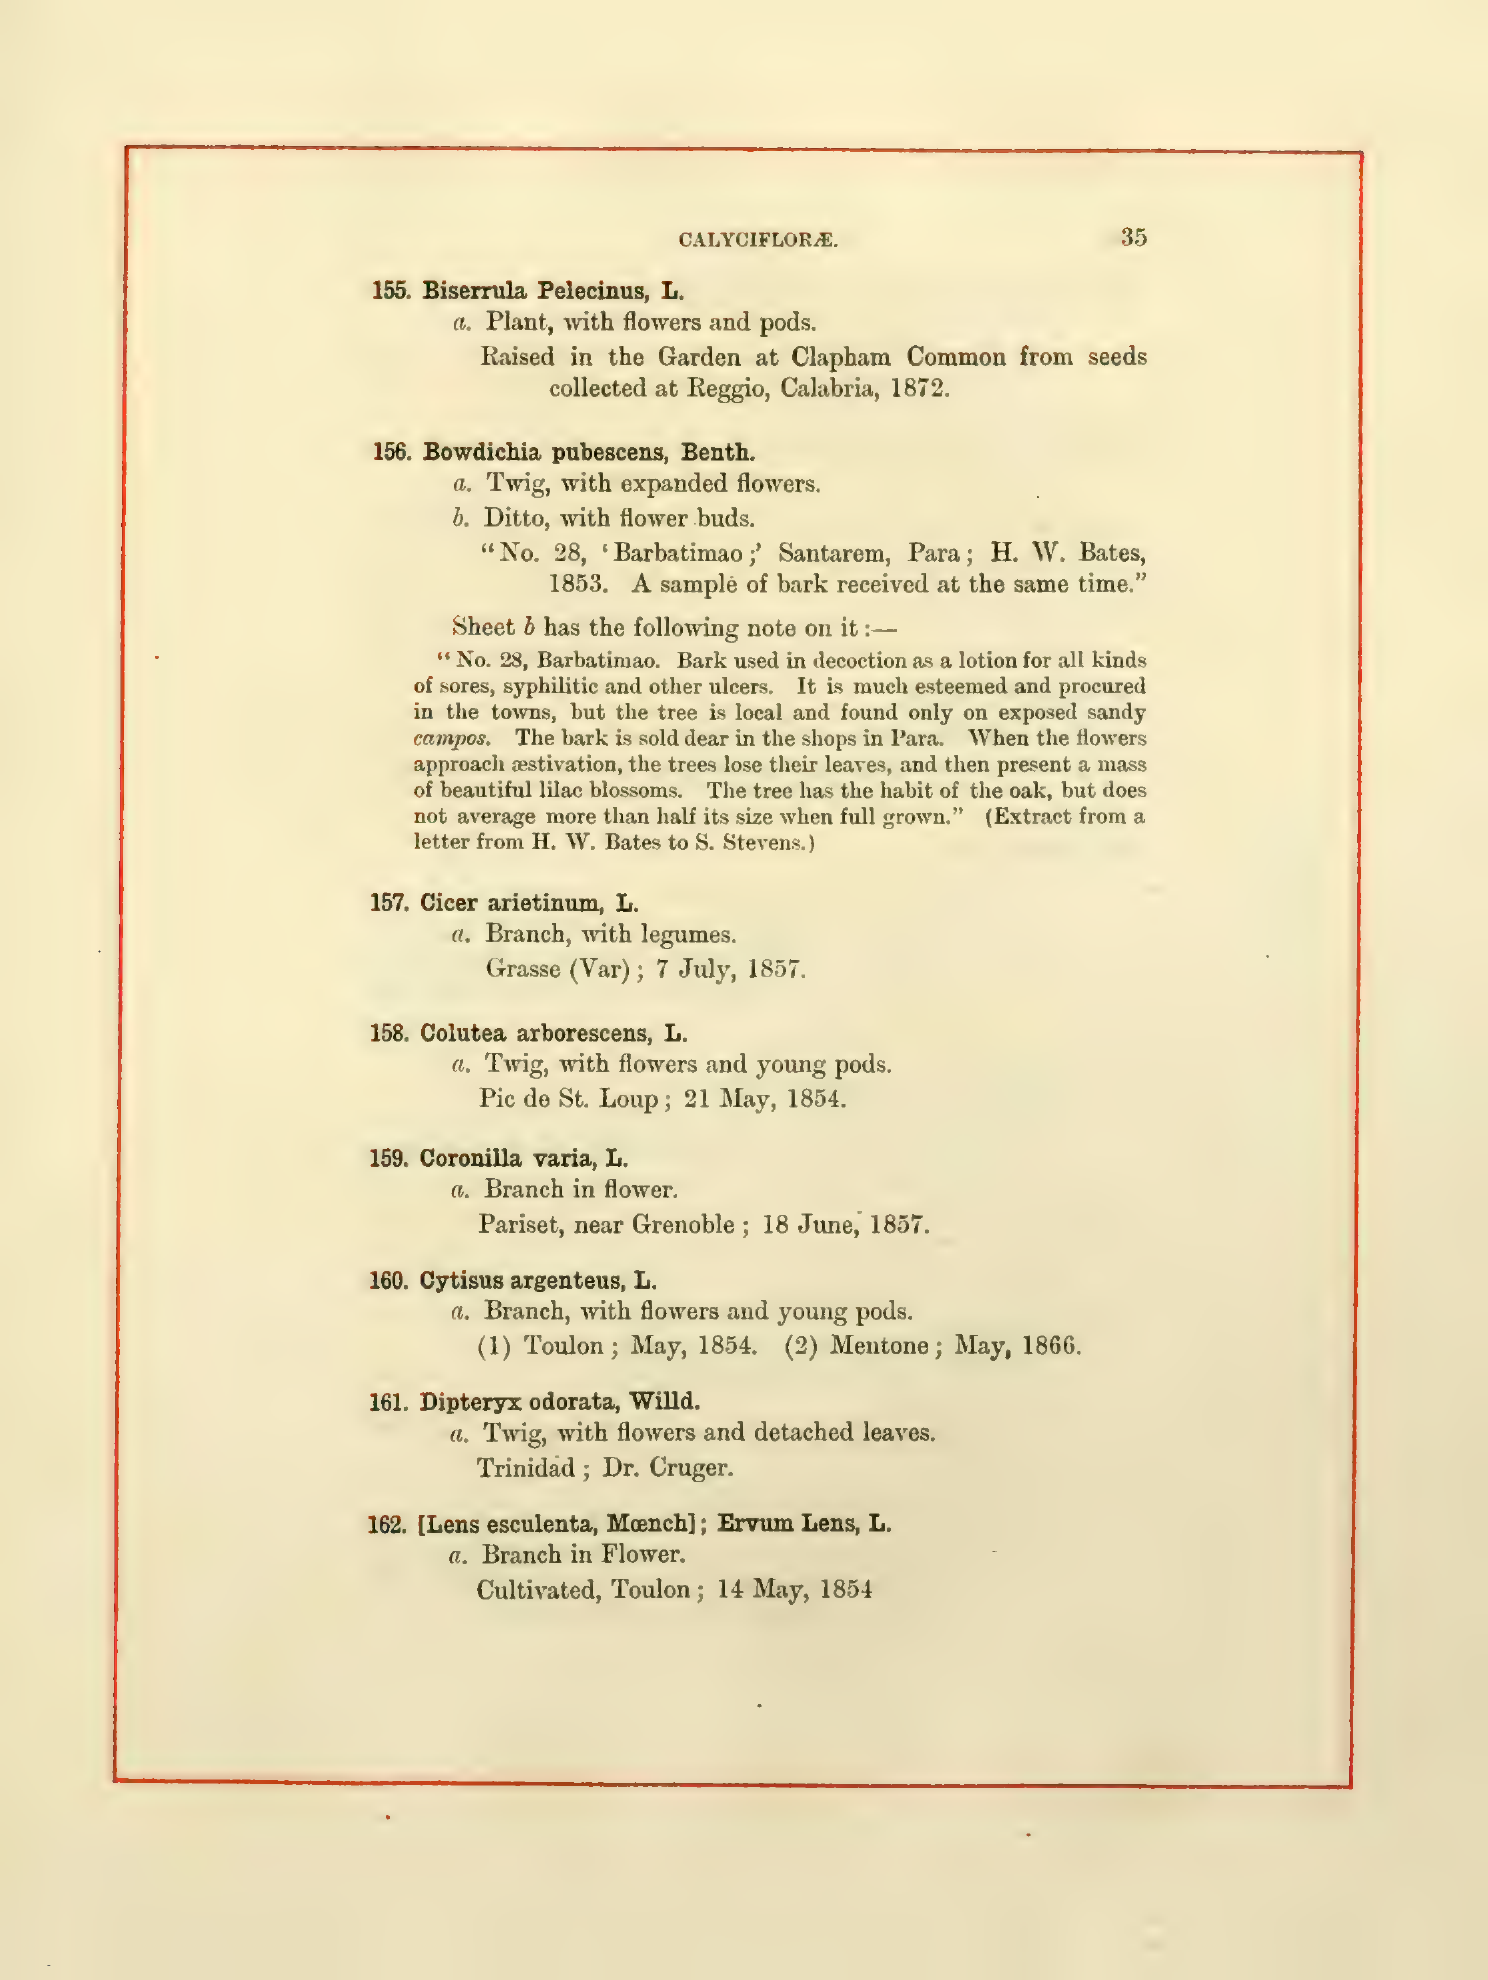 CALYCIFLORÆ. 35
155. Biserrula Pelecinus, L.
a. Plant, with flowers and pods.
Raised in the Garden at Clapham Common from seeds
collected at Reggio, Calabria, 1872.
156. Bowdichia pubescens, Benth.
a. Twig, with expanded flowers.
b. Ditto, with flower buds.
“No. 28, ‘Barbatimao;’ Santarem, Para; H. W. Bates,
1853. A sample of bark received at the same time.”
Sheet b has the following note on it:—
“No. 28, Barbatimao. Bark used in decoction as a lotion for all kinds
of sores, syphilitic and other ulcers. It is much esteemed and procured
in the towns, but the tree is local and found only on exposed sandy
campos. The bark is sold dear in the shops in Para. When the flowers
approach æstivation, the trees lose their leaves, and then present a mass
of beautiful lilac blossoms. The tree has the habit of the oak, but does
not average more than half its size when full grown.” (Extract from a
letter from H. W. Bates to S. Stevens.)
157. Cicer arietinum, L.
a. Branch, with legumes.
Grasse (Var); 7 July, 1857.
158. Colutea arborescens, L.
a. Twig, with flowers and young pods.
Pic de St. Loup; 21 May, 1854.
159. Coronilla varia, L.
a. Branch in flower.
Pariset, near Grenoble; 18 June, 1857.
160. Cytisus argenteus, L.
a. Branch, with flowers and young pods.
(1) Toulon; May, 1854. (2) Mentone; May, 1866.
161. Dipteryx odorata, Willd.
a. Twig, with flowers and detached leaves.
Trinidad; Dr. Cruger.
162. [Lens esculenta, Mœnch]; Ervum Lens, L.
a. Branch in Flower.
Cultivated, Toulon; 14 May, 1854